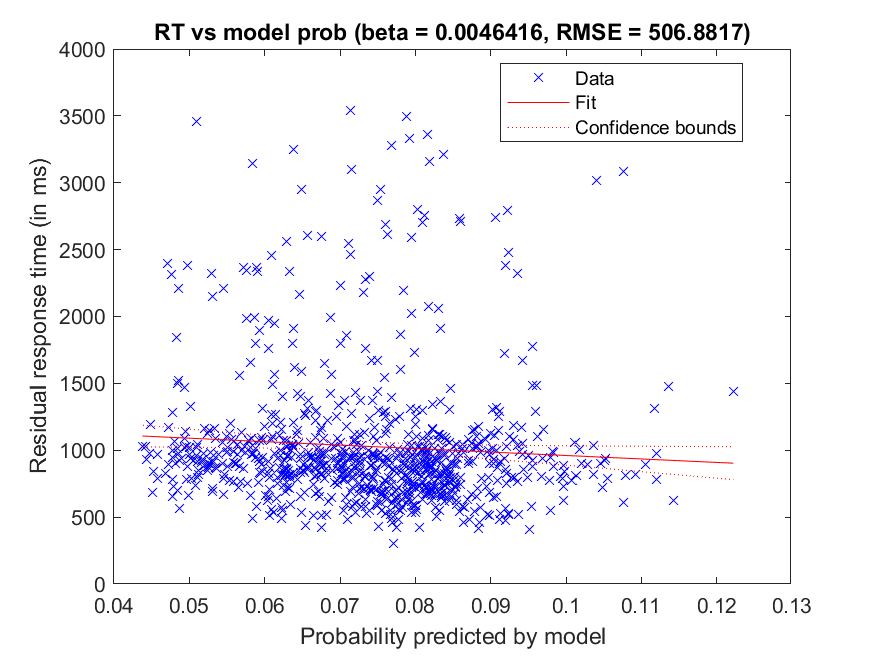 RT vs model prob (beta = 0.0046416, RMSE = 506.8817)
4000
3500
3000
2500
2000
1500
1000
500
0
Residual response time (in ms)
Data
Fit
Confidence bounds
0.04 0.05 0.06 0.07 0.08 0.09 0.1 0.11 0.12 0.13
Probability predicted by model